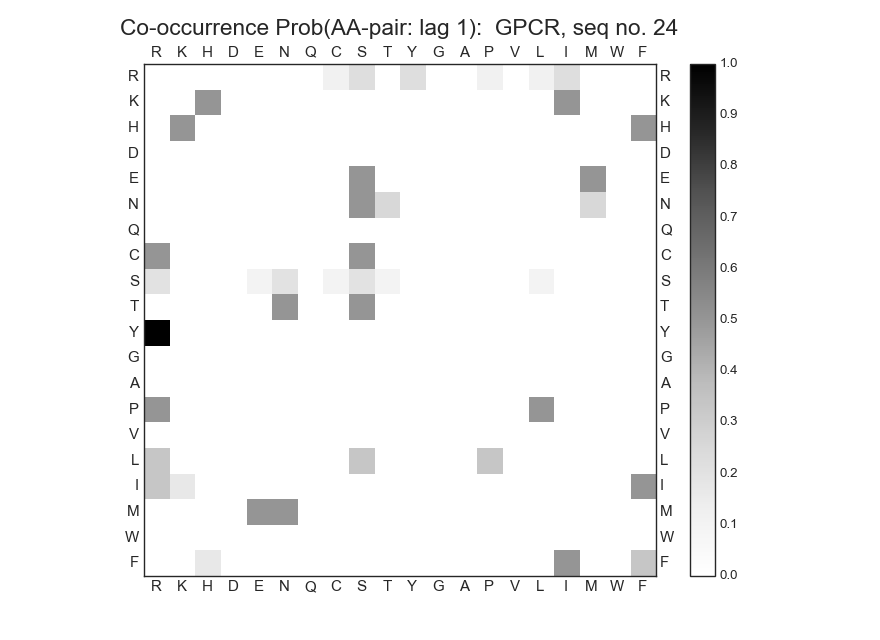 Co-occurrence Prob(AA-pair: lag 1):  GPCR, seq no. 24
R K H D E N Q C S T Y G A P V L I M W F
R R
K K
H H
D D
E E
N N
Q Q
C C
S S
T T
Y Y
G G
A A
P P
V V
L L
I I
M M
W W
F F
R K H D E N Q C S T Y G A P V L I M W F
1.0
0.9
0.8
0.7
0.6
0.5
0.4
0.3
0.2
0.1
0.0